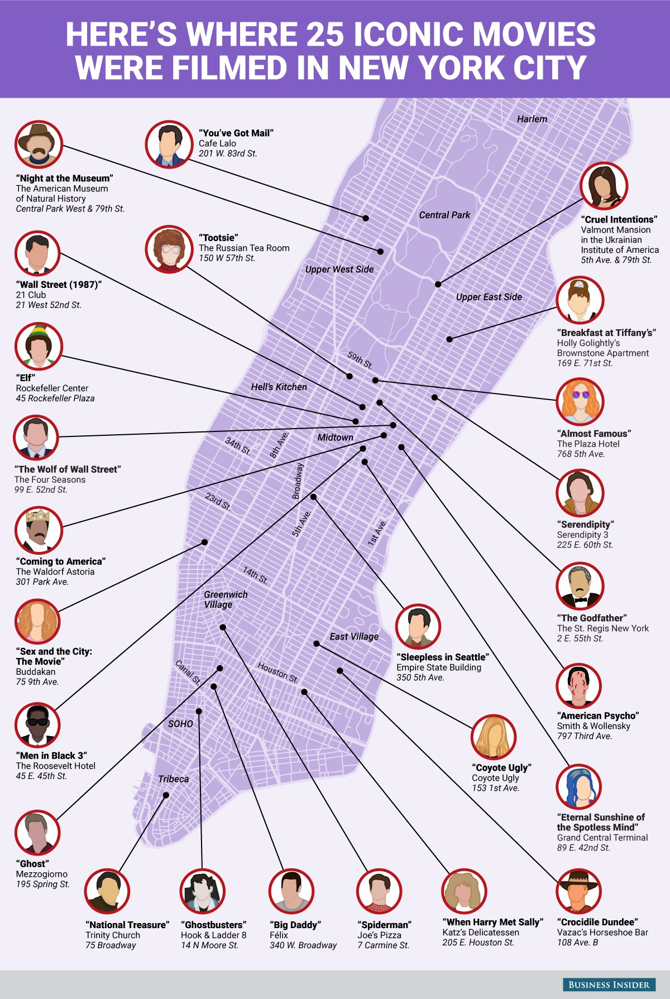 HERE'S WHERE 25 ICONIC MOVIES
WERE FILMED IN NEW YORK CITY
Harlem
Central Park
Upper West Side
Upper East Side
59th St.
Hell's Kitchen
Midtown
34th St.
8th Ave.
Broadway
23rd St.
5th Ave.
1st Ave.
14th St.
Greenwich
Village
East Village
Houston St.
Canal St.
SOHO
Tribeca
“Night at the Museum”
The American Museum
of Natural History
Central Park West & 79th St.
“You've Got Mail”
Cafe Lalo
201 W. 83rd St.
“Tootsie”
The Russian Tea Room
150 W 57th St.
“Wall Street (1987)”
21 Club
21 West 52nd St.
“Elf”
Rockefeller Center
45 Rockefeller Plaza
“The Wolf of Wall Street”
The Four Seasons
99 E. 52nd St.
“Coming to America”
The Waldorf Astoria
301 Park Ave.
“Sex and the City:
The Movie”
Buddakan
75 9th Ave.
“Men in Black 3”
The Roosevelt Hotel
45 E. 45th St.
“Ghost”
Mezzogiorno
195 Spring St.
“Cruel Intentions”
Valmont Mansion
in the Ukrainian
Institute of America
5th Ave. & 79th St.
“Breakfast at Tiffany's”
Holly Golightly's
Brownstone Apartment
169 E. 71st St.
“Almost Famous”
The Plaza Hotel
768 5th Ave.
“Serendipity”
Serendipity 3
225 E. 60th St.
“The Godfather”
The St. Regis New York
2 E. 55th St.
“Sleepless in Seattle”
Empire State Building
350 5th Ave.
“American Psycho”
Smith & Wollensky
797 Third Ave.
“Coyote Ugly”
Coyote Ugly
153 1st Ave.
“Eternal Sunshine of
the Spotless Mind”
Grand Central Terminal
89 E. 42nd St.
“National Treasure”
Trinity Church
75 Broadway
“Ghostbusters”
Hook & Ladder 8
14 N Moore St.
“Big Daddy”
Félix
340 W. Broadway
“Spiderman”
Joe's Pizza
7 Carmine St.
“When Harry Met Sally”
Katz's Delicatessen
205 E. Houston St.
“Crocidile Dundee”
Vazac's Horseshoe Bar
108 Ave. B
BUSINESS INSIDER